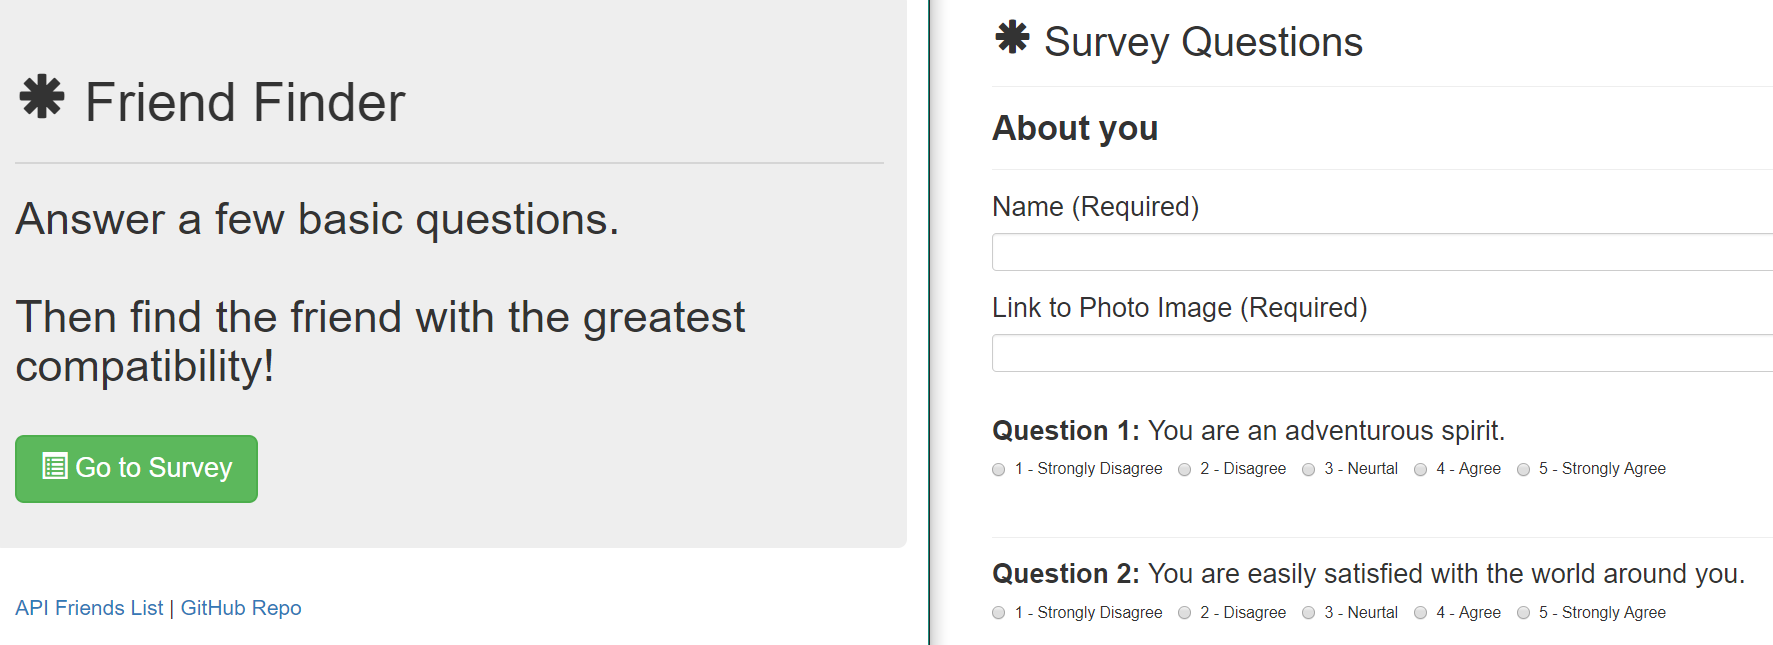 Friend Finder
Answer a few basic questions.
Then find the friend with the greatest
compatibility!
Go to Survey
API Friends List | GitHub Repo
Survey Questions
About you
Name (Required)
Link to Photo Image (Required)
Question 1: You are an adventurous spirit.
1 - Strongly Disagree 2 - Disagree 3 - Neurtal 4 - Agree 5 - Strongly Agree
Question 2: You are easily satisfied with the world around you.
1 - Strongly Disagree 2 - Disagree 3 - Neurtal 4 - Agree 5 - Strongly Agree